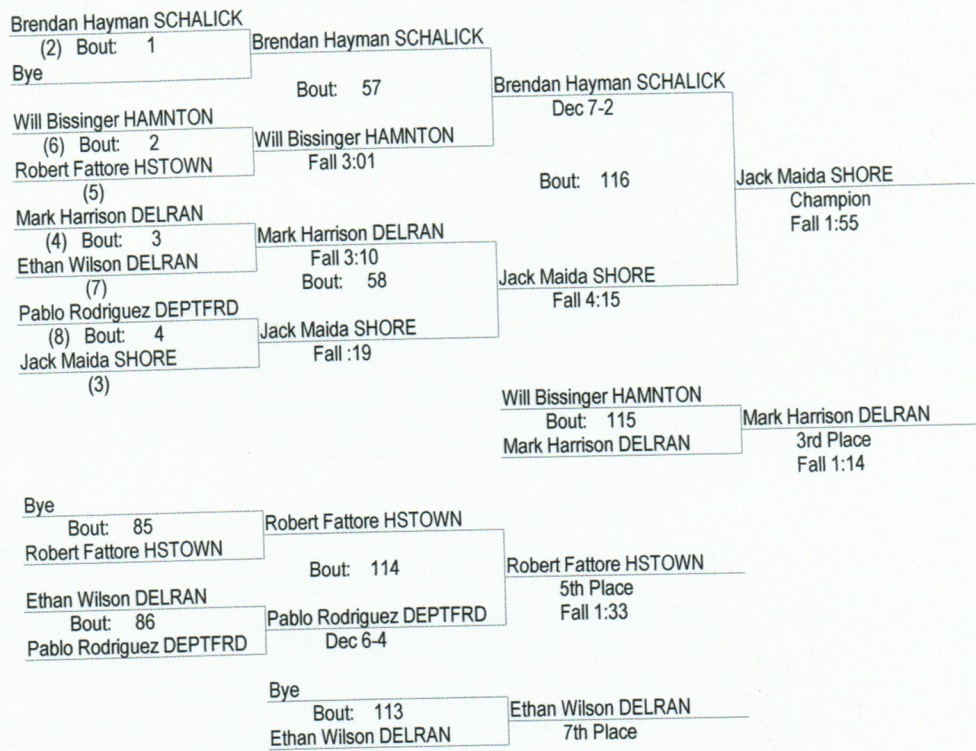 Brendan Hayman SCHALICK
(2) Bout: 1
Bye
Brendan Hayman SCHALICK
Bout: 57
Will Bissinger HAMNTON
(6) Bout: 2
Robert Fattore HSTOWN
(5)
Will Bissinger HAMNTON
Fall 3:01
Brendan Hayman SCHALICK
Dec 7-2
Bout: 116
Mark Harrison DELRAN
(4) Bout: 3
Ethan Wilson DELRAN
(7)
Mark Harrison DELRAN
Fall 3:10
Bout: 58
Pablo Rodriguez DEPTFRD
(8) Bout: 4
Jack Maida SHORE
(3)
Jack Maida SHORE
Fall :19
Jack Maida SHORE
Fall 4:15
Jack Maida SHORE
Champion
Fall 1:55
Will Bissinger HAMNTON
Bout: 115
Mark Harrison DELRAN
Mark Harrison DELRAN
3rd Place
Fall 1:14
Bye
Bout: 85
Robert Fattore HSTOWN
Robert Fattore HSTOWN
Bout: 114
Ethan Wilson DELRAN
Bout: 86
Pablo Rodriguez DEPTFRD
Pablo Rodriguez DEPTFRD
Dec 6-4
Robert Fattore HSTOWN
5th Place
Fall 1:33
Bye
Bout: 113
Ethan Wilson DELRAN
Ethan Wilson DELRAN
7th Place